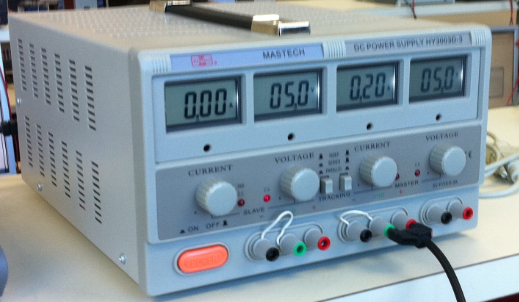 MASTECH
DC POWER SUPPLY HY3003D-3
0.00
05.0
0.20
05.0
CURRENT
VOLTAGE
CURRENT
VOLTAGE
SLAVE
TRACKING
MASTER
ON OFF